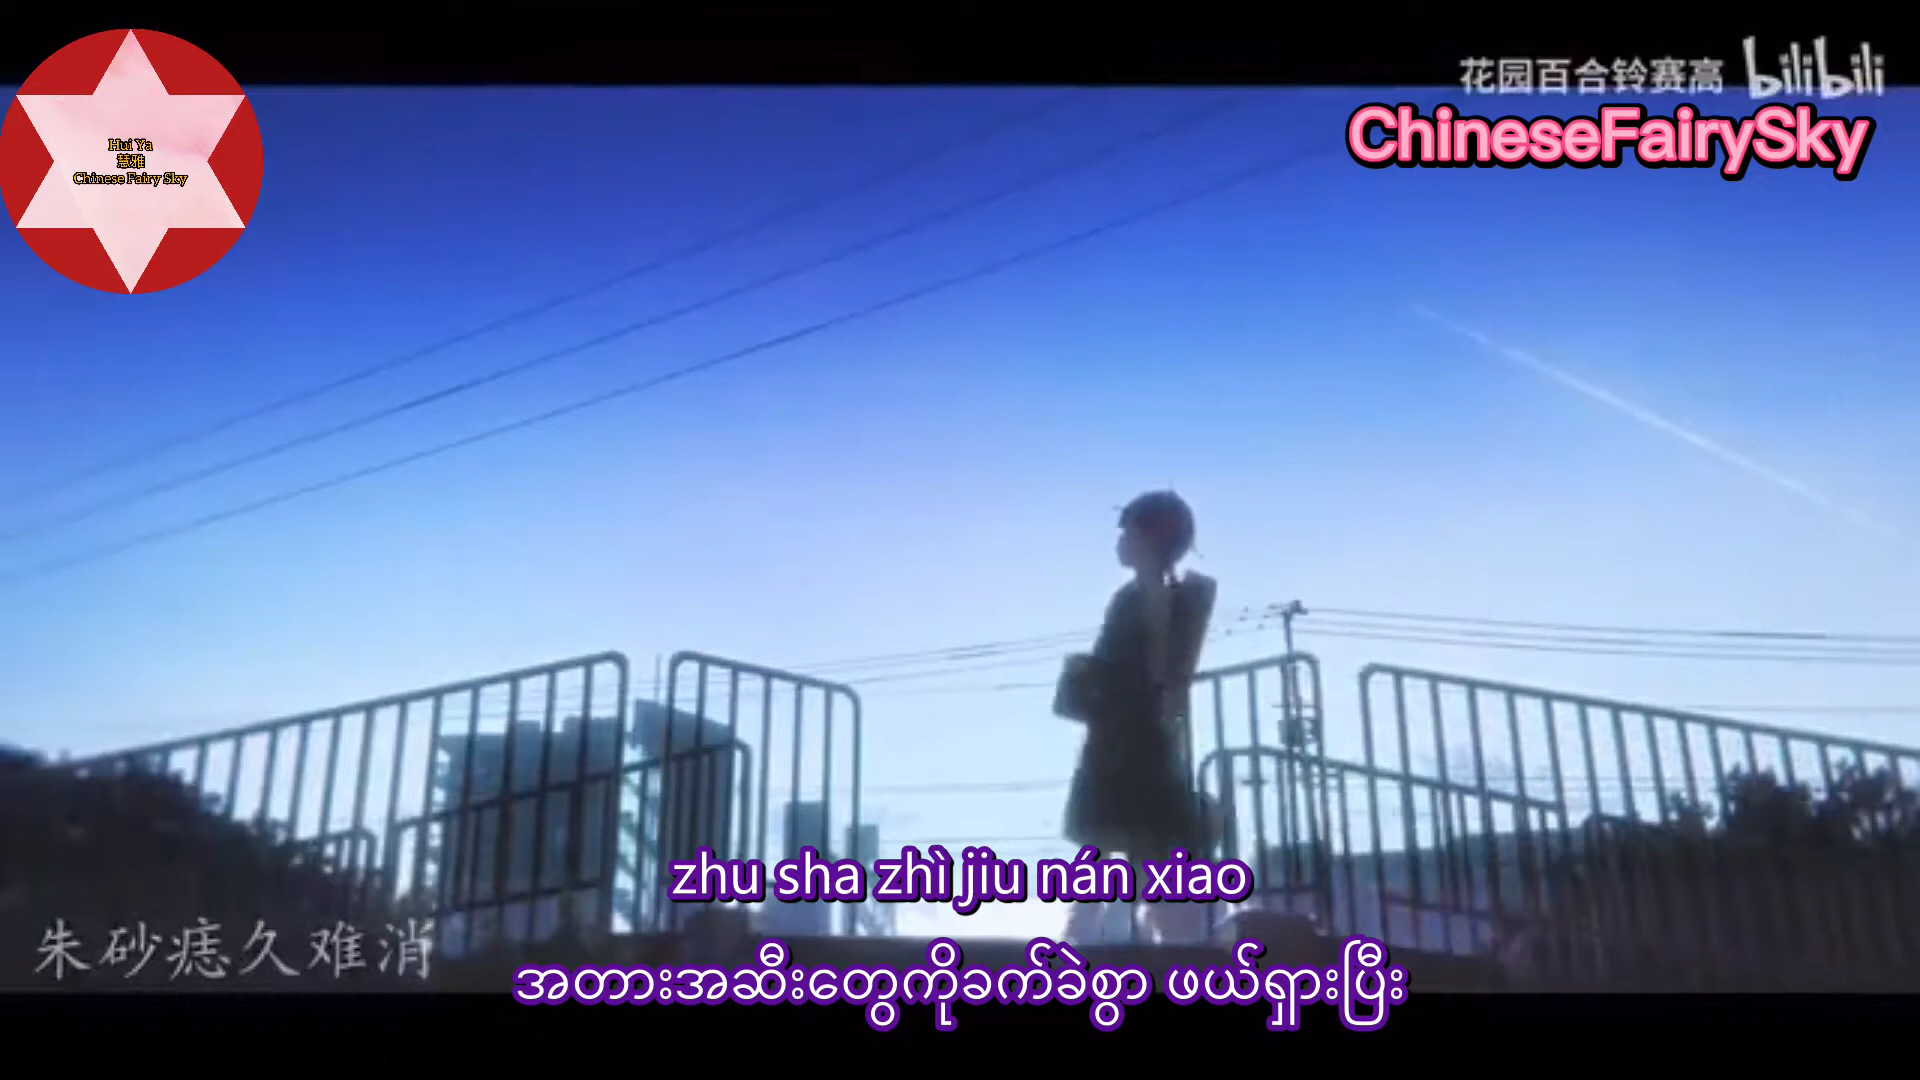 花园百合铃赛高 bilibili
ChineseFairySky
Hui Ya
慧雅
Chinese Fairy Sky
zhu sha zhì jiu nán xiao
朱砂痣久难消
အတားအဆီးတွေကိုခက်ခဲစွာ ဖယ်ရှားပြီး